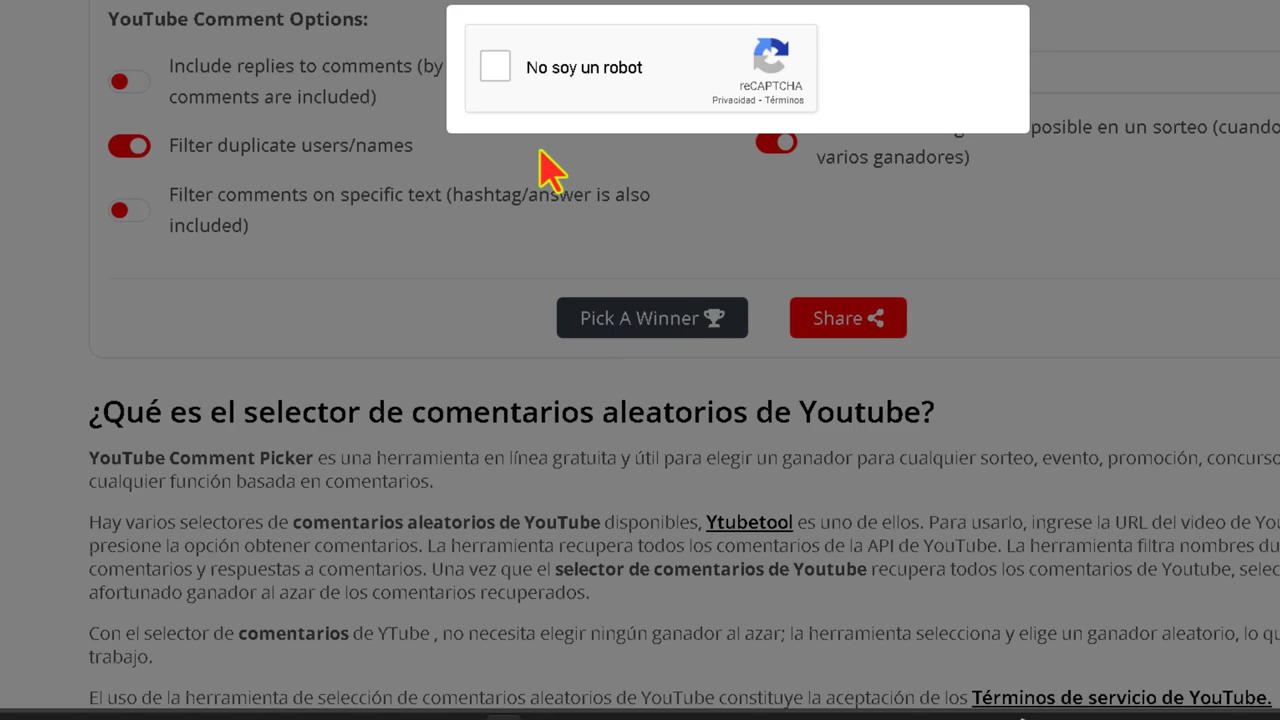 YouTube Comment Options:
No soy un robot
reCAPTCHA
Privacidad - Términos
Include replies to comments (by
comments are included)
Filter duplicate users/names
posible en un sorteo (cuando
varios ganadores)
Filter comments on specific text (hashtag/answer is also
included)
Pick A Winner
Share
¿Qué es el selector de comentarios aleatorios de Youtube?
YouTube Comment Picker es una herramienta en línea gratuita y útil para elegir un ganador para cualquier sorteo, evento, promoción, concurso
cualquier función basada en comentarios.
Hay varios selectores de comentarios aleatorios de YouTube disponibles, Ytubetool es uno de ellos. Para usarlo, ingrese la URL del video de
presione la opción obtener comentarios. La herramienta recupera todos los comentarios de la API de YouTube. La herramienta filtra nombres
comentarios y respuestas a comentarios. Una vez que el selector de comentarios de Youtube recupera todos los comentarios de Youtube,
afortunado ganador al azar de los comentarios recuperados.
Con el selector de comentarios de YTube , no necesita elegir ningún ganador al azar; la herramienta selecciona y elige un ganador aleatorio, lo
trabajo.
El uso de la herramienta de selección de comentarios aleatorios de YouTube constituye la aceptación de los Términos de servicio de YouTube.